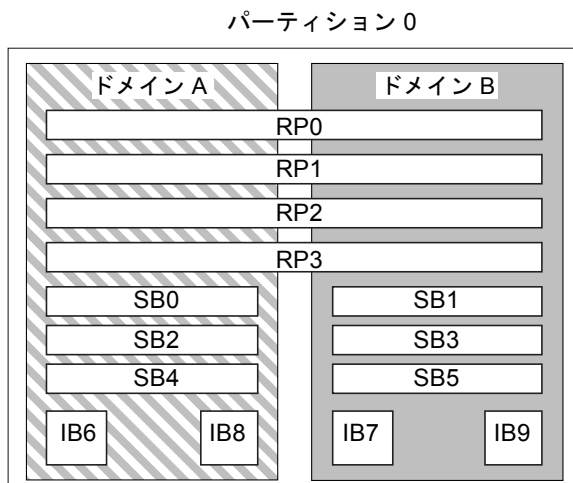 パーティション 0
ドメイン A
ドメイン B
RP0
RP1
RP2
RP3
SB0
SB1
SB2
SB3
SB4
SB5
IB6
IB8
IB7
IB9